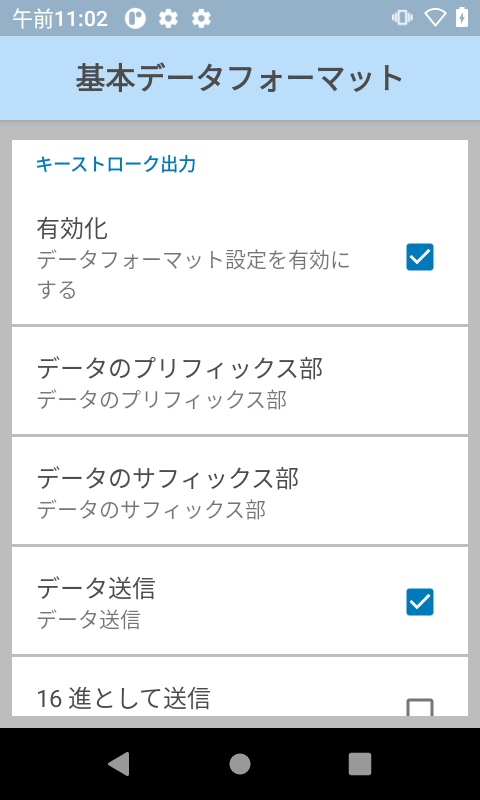 午前11:02
基本データフォーマット
キーストローク出力
有効化
データフォーマット設定を有効に
する
データのプリフィックス部
データのプリフィックス部
データのサフィックス部
データのサフィックス部
データ送信
データ送信
16 進として送信